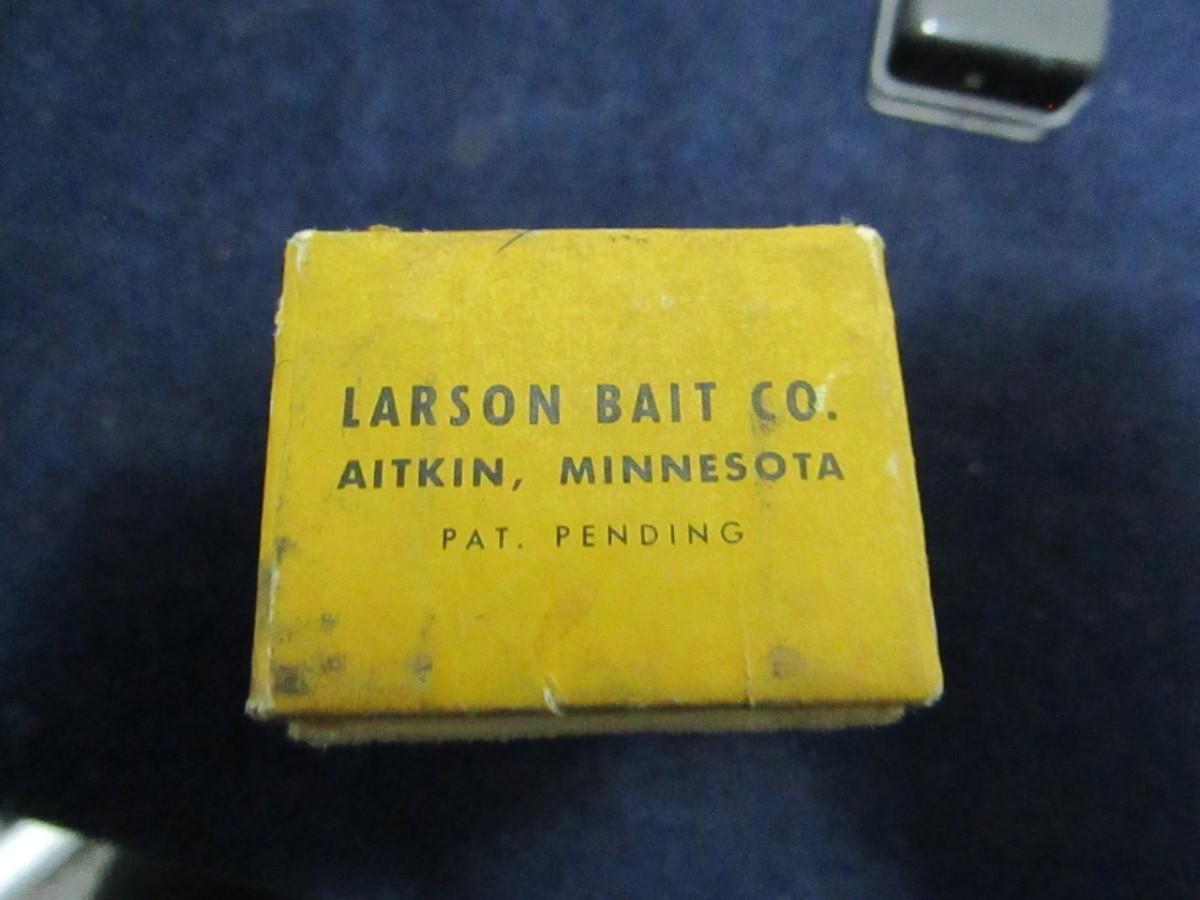 LARSON BAIT CO.
AITKIN, MINNESOTA
PAT. PENDING